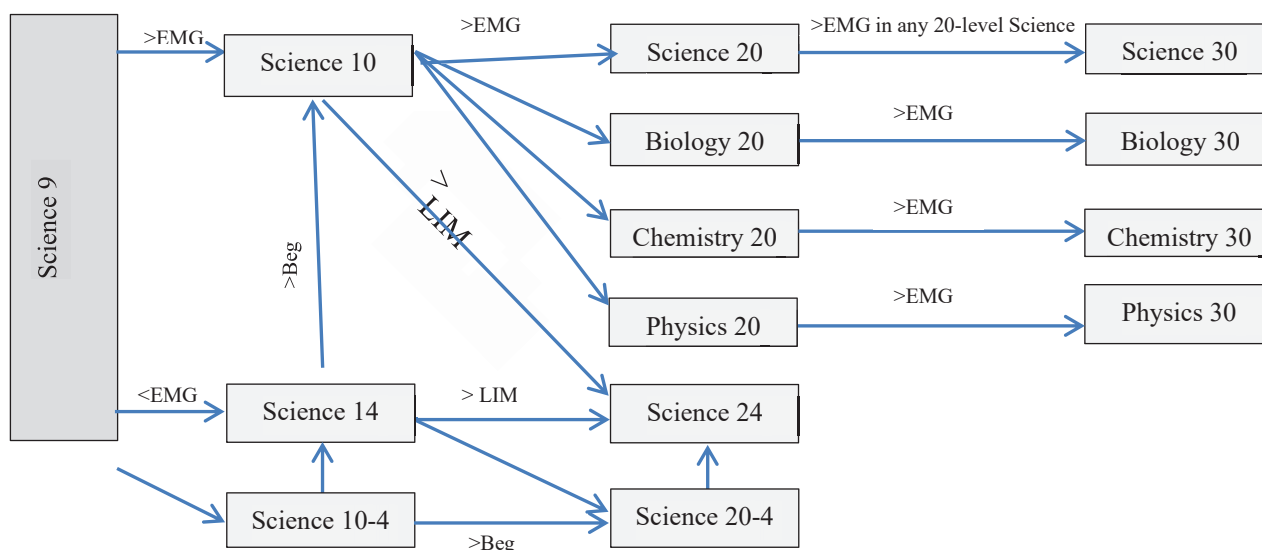 >EMG
>EMG
>EMG in any 20-level Science
Science 10
Science 20
Science 30
>EMG
Biology 20
Biology 30
Science 9
>
LIM
>EMG
Chemistry 20
Chemistry 30
>Beg
>EMG
Physics 20
Physics 30
<EMG
> LIM
Science 14
Science 24
Science 10-4
Science 20-4
>Beg